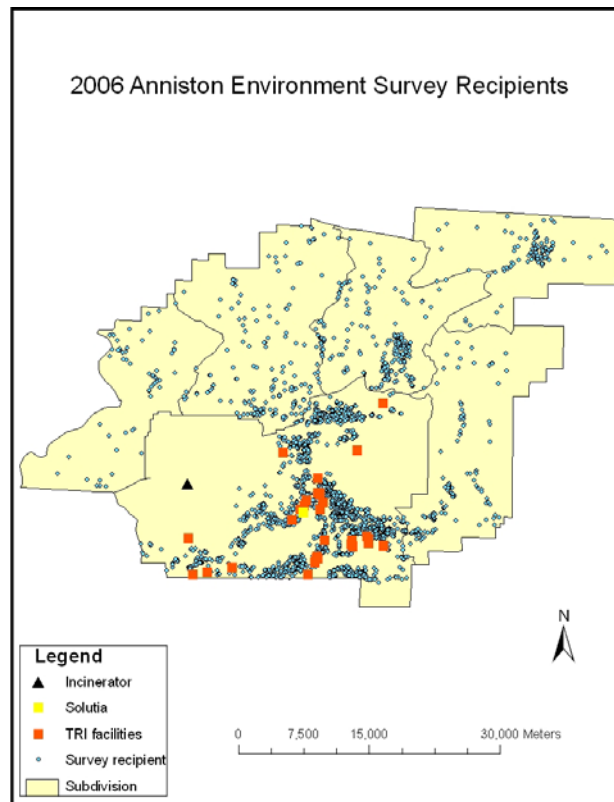 2006 Anniston Environment Survey Recipients
N
Legend
Incinerator
Solutia
TRI facilities
Survey recipient
Subdivision
0 7,500 15,000 30,000 Meters